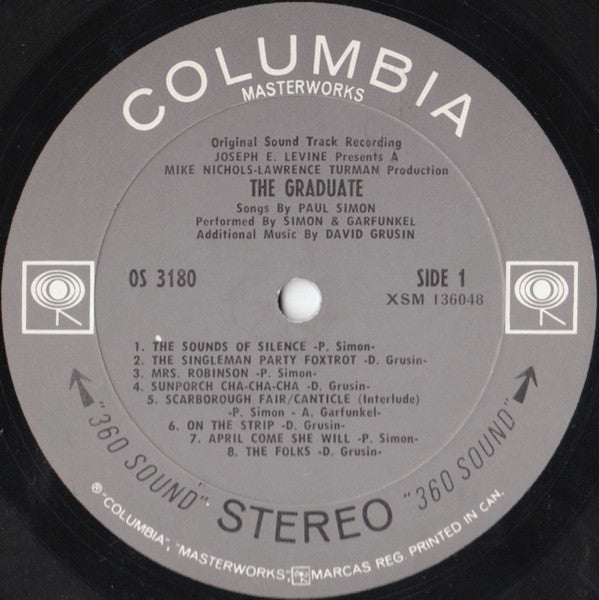 COLUMBIA
MASTERWORKS
Original Sound Track Recording
JOSEPH E. LEVINE Presents A
MIKE NICHOLS-LAWRENCE TURMAN Production
THE GRADUATE
Songs By PAUL SIMON
Performed By SIMON & GARFUNKEL
Additional Music By DAVID GRUSIN
OS 3180
SIDE 1
XSM 136048
1. THE SOUNDS OF SILENCE -P. Simon-
2. THE SINGLEMAN PARTY FOXTROT -D. Grusin-
3. MRS. ROBINSON -P. Simon-
4. SUNPORCH CHA-CHA-CHA -D. Grusin-
5. SCARBOROUGH FAIR/CANTICLE (Interlude)
-P. Simon - A. Garfunkel-
6. ON THE STRIP -D. Grusin-
7. APRIL COME SHE WILL -P. Simon-
8. THE FOLKS -D. Grusin-
"360 SOUND" STEREO "360 SOUND"
℗"COLUMBIA", "MASTERWORKS", MARCAS REG. PRINTED IN CAN.